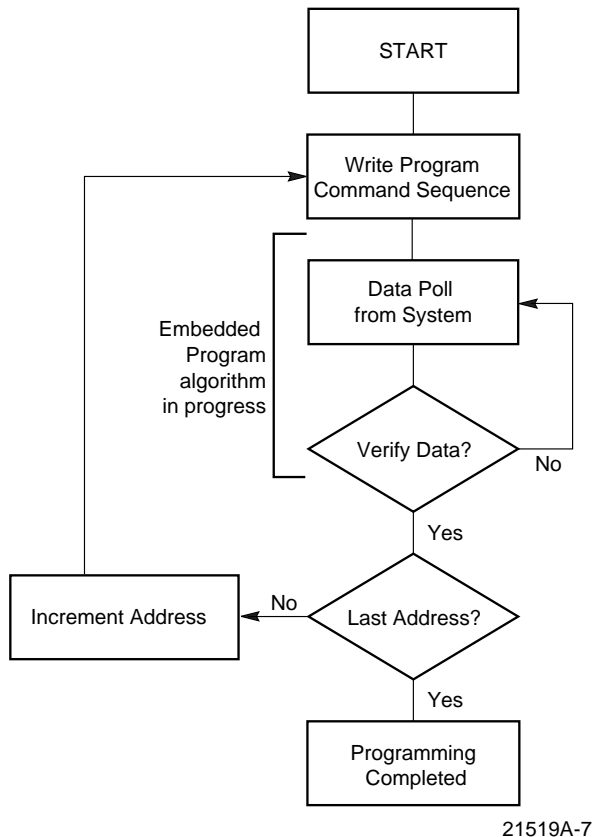 START
Write Program
Command Sequence
Data Poll
from System
Embedded
Program
algorithm
in progress
Verify Data?
No
Yes
Increment Address
No
Last Address?
Yes
Programming
Completed
21519A-7